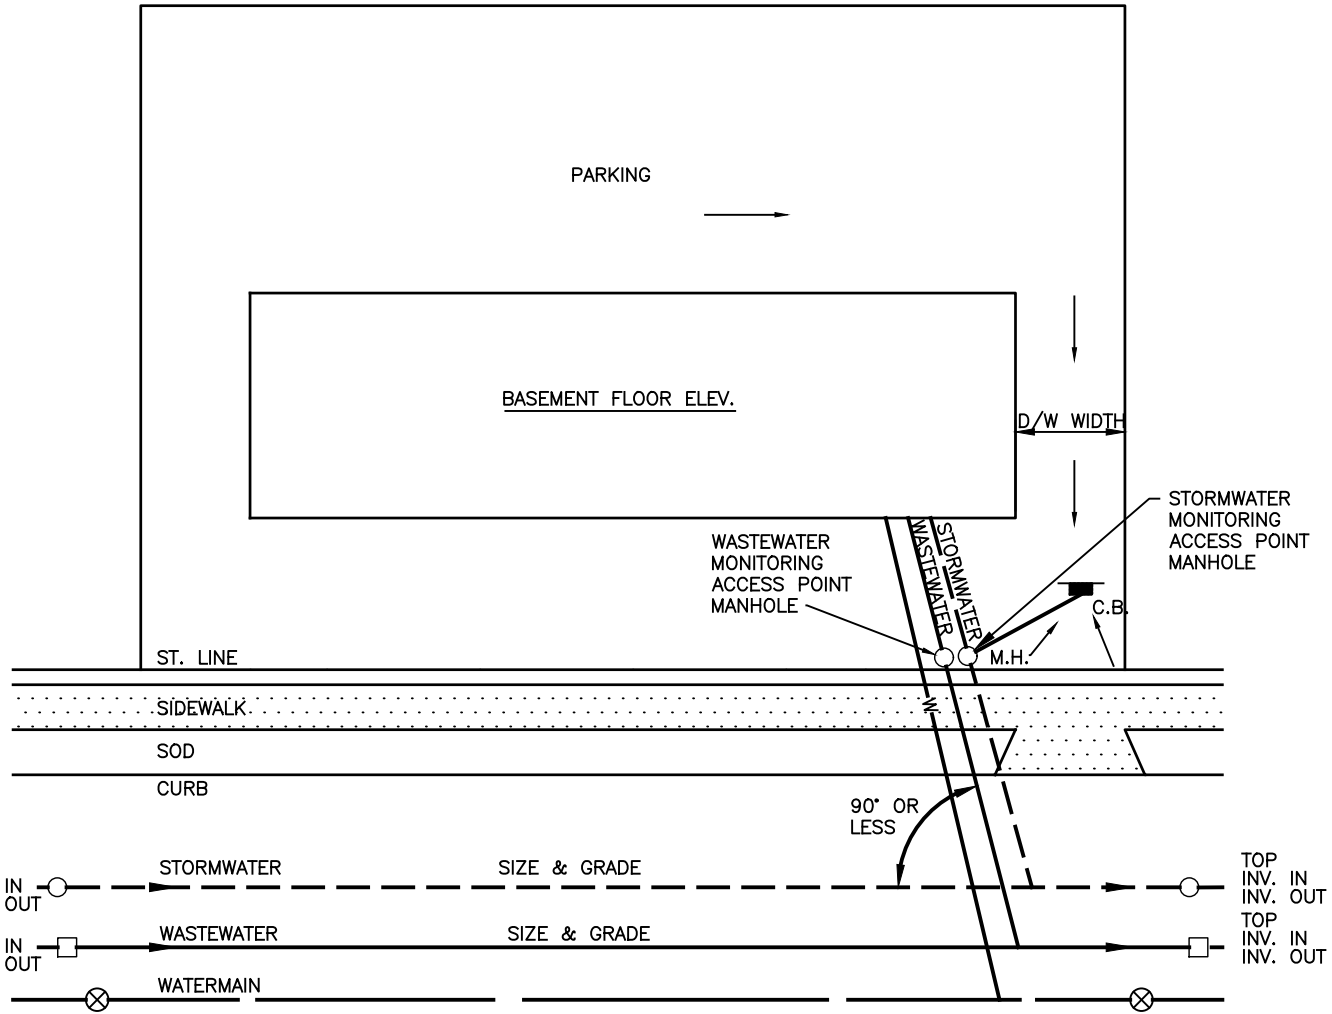 PARKING
BASEMENT FLOOR ELEV.
D/W WIDTH
STORMWATER
MONITORING
ACCESS POINT
MANHOLE
WASTEWATER
MONITORING
ACCESS POINT
MANHOLE
WASTEWATER
STORMWATER
C.B.
M.H.
ST. LINE
SIDEWALK
W
SOD
CURB
90° OR
LESS
STORMWATER
SIZE & GRADE
IN
OUT
TOP
INV. IN
INV. OUT
WASTEWATER
SIZE & GRADE
IN
OUT
TOP
INV. IN
INV. OUT
WATERMAIN